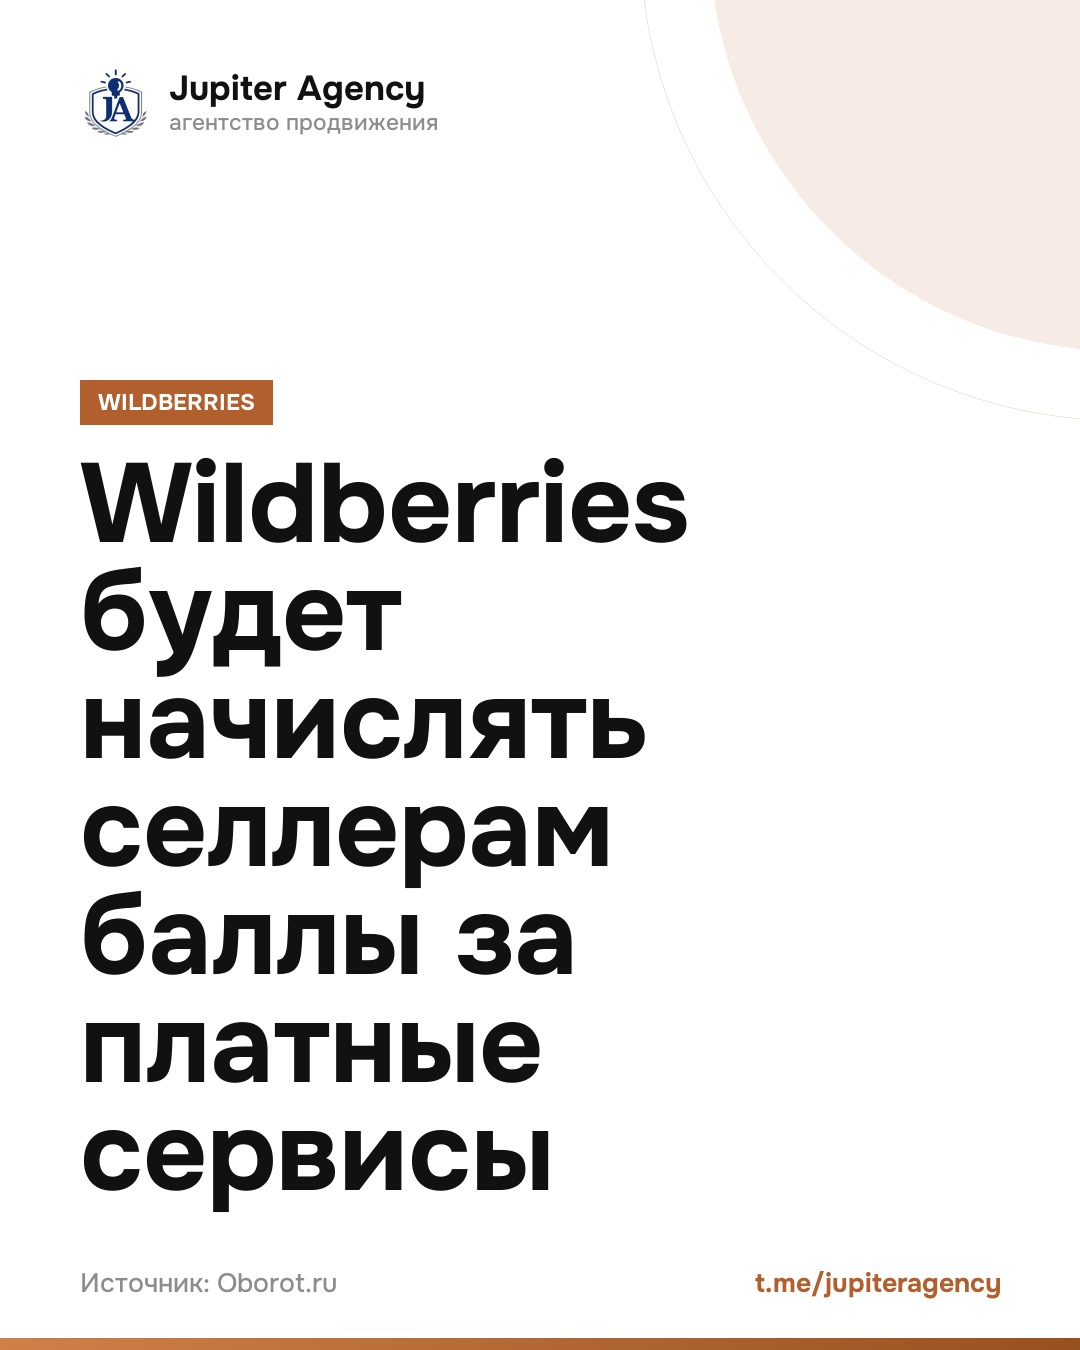 JA
Jupiter Agency
агентство продвижения
WILDBERRIES
Wildberries
будет
начислять
селлерам
баллы за
платные
сервисы
Источник: Oborot.ru
t.me/jupiteragency